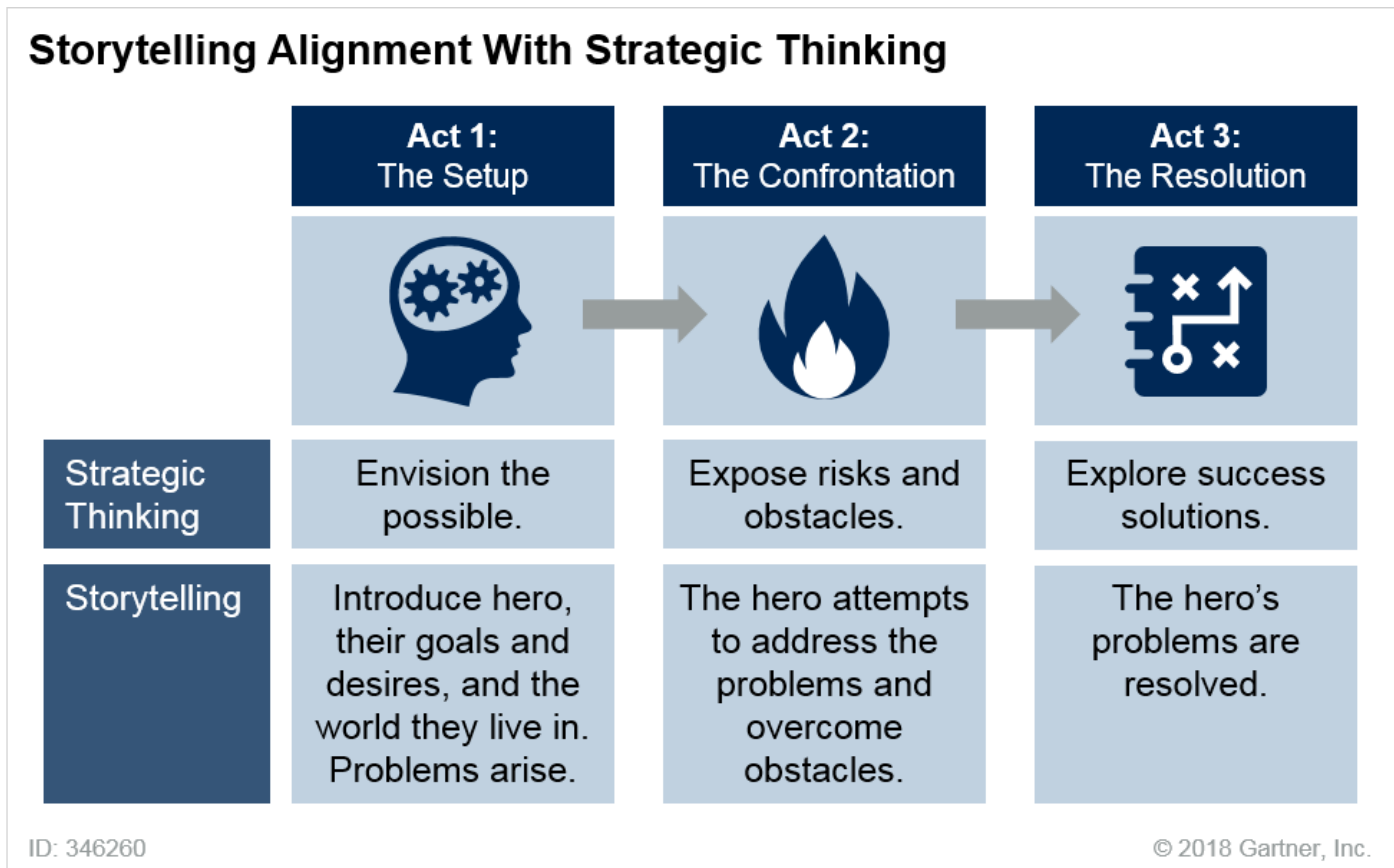 Storytelling Alignment With Strategic Thinking
Act 1:
The Setup
Act 2:
The Confrontation
Act 3:
The Resolution
Strategic
Thinking
Envision the
possible.
Expose risks and
obstacles.
Explore success
solutions.
Storytelling
Introduce hero,
their goals and
desires, and the
world they live in.
Problems arise.
The hero attempts
to address the
problems and
overcome
obstacles.
The hero’s
problems are
resolved.
ID: 346260
© 2018 Gartner, Inc.